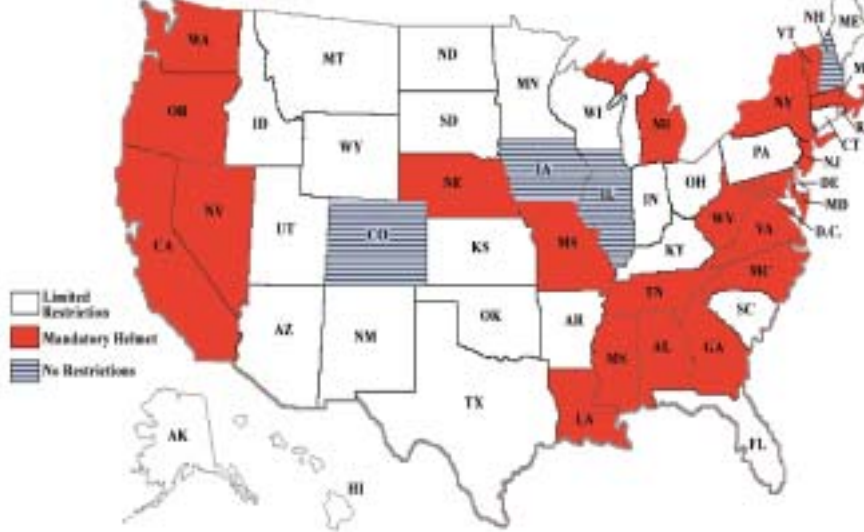 NH
ME
VT
WA
MT
ND
MN
OR
ID
WY
SD
WI
MI
NY
CT
PA
NJ
NE
IA
IL
IN
OH
DE
MD
D.C.
NV
UT
CO
KS
MS
KY
WV
VA
CA
NC
TN
SC
AZ
NM
OK
AR
MS
AL
GA
TX
LA
FL
AK
HI
Limited
Restriction
Mandatory Helmet
No Restrictions